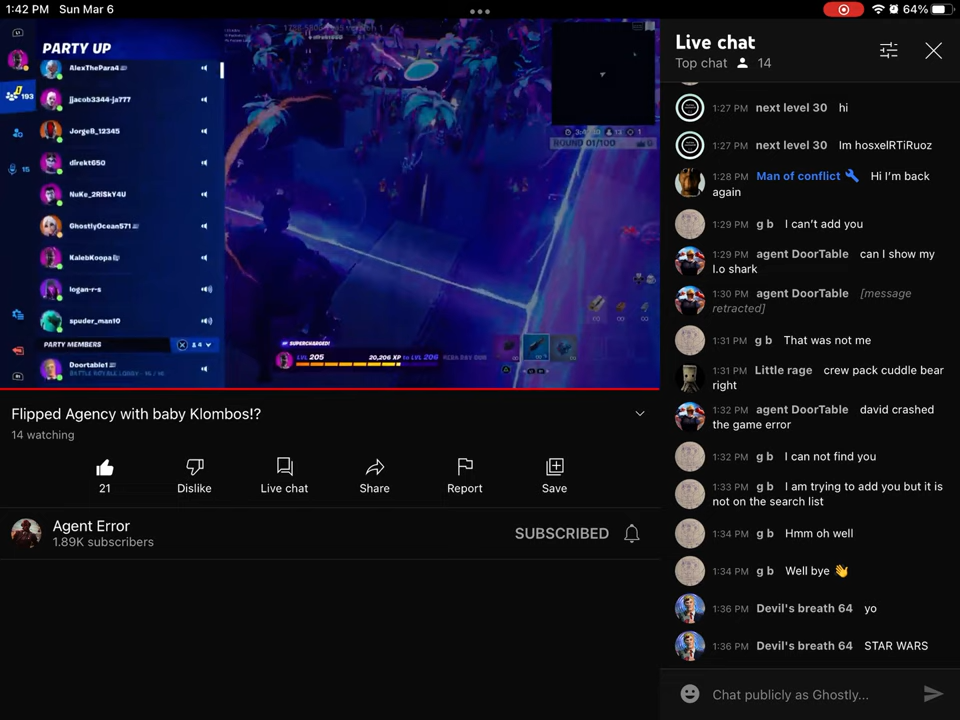 1:42 PM Sun Mar 6
64%
PARTY UP
193
15
AlexThePara4
jjacob3344-ja777
JorgeB_12345
direkt650
NuKe_2RiSkY4U
GhostlyOcean571
KalebKoopa
logan-r-s
spuder_man10
PARTY MEMBERS
4
Doortable1
ROUND 01/100
SUPERCHARGED!
LVL 205 20,206 XP to LVL 206
Flipped Agency with baby Klombos!?
14 watching
21
Dislike
Live chat
Share
Report
Save
Agent Error
1.89K subscribers
SUBSCRIBED
Live chat
Top chat 14
1:27 PM next level 30 hi
1:27 PM next level 30 Im hosxelRTiRuoz
1:28 PM Man of conflict 🔧 Hi I’m back
again
1:29 PM g b I can’t add you
1:29 PM agent DoorTable can I show my
l.o shark
1:30 PM agent DoorTable [message
retracted]
1:31 PM g b That was not me
1:31 PM Little rage crew pack cuddle bear
right
1:32 PM agent DoorTable david crashed
the game error
1:32 PM g b I can not find you
1:33 PM g b I am trying to add you but it is
not on the search list
1:34 PM g b Hmm oh well
1:34 PM g b Well bye 👋
1:36 PM Devil's breath 64 yo
1:36 PM Devil's breath 64 STAR WARS
Chat publicly as Ghostly...